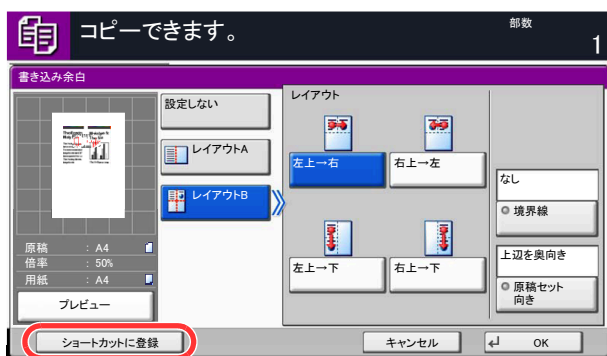 コピーできます。
部数
1
書き込み余白
設定しない
レイアウトA
レイアウトB
レイアウト
左上→右
右上→左
左上→下
右上→下
なし
境界線
上辺を奥向き
原稿セット
向き
原稿 : A4
倍率 : 50%
用紙 : A4
プレビュー
ショートカットに登録
キャンセル
OK